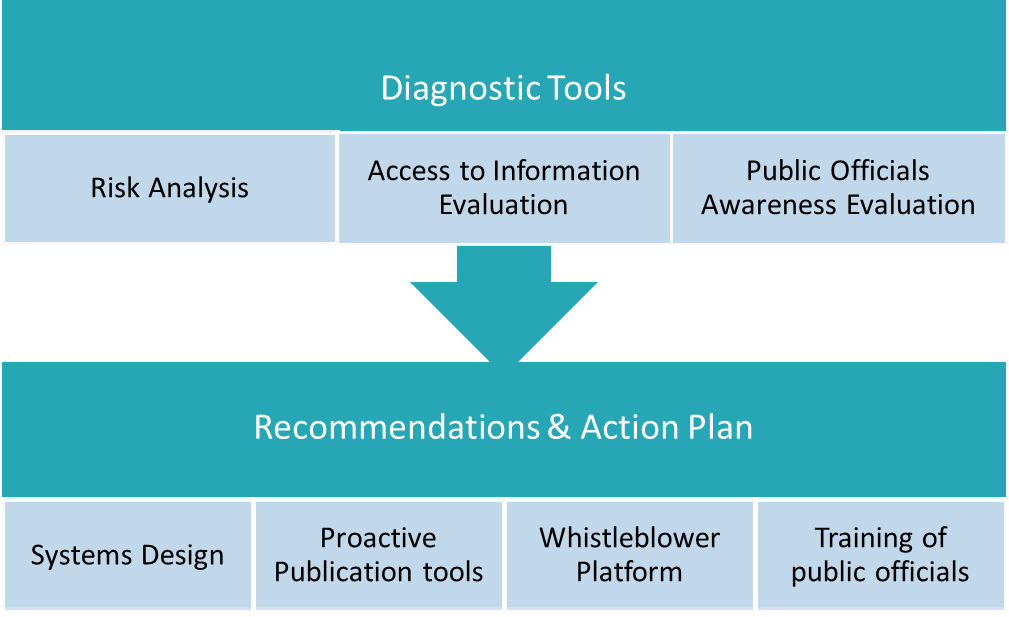 Diagnostic Tools
Risk Analysis
Access to Information
Evaluation
Public Officials
Awareness Evaluation
Recommendations & Action Plan
Systems Design
Proactive
Publication tools
Whistleblower
Platform
Training of
public officials